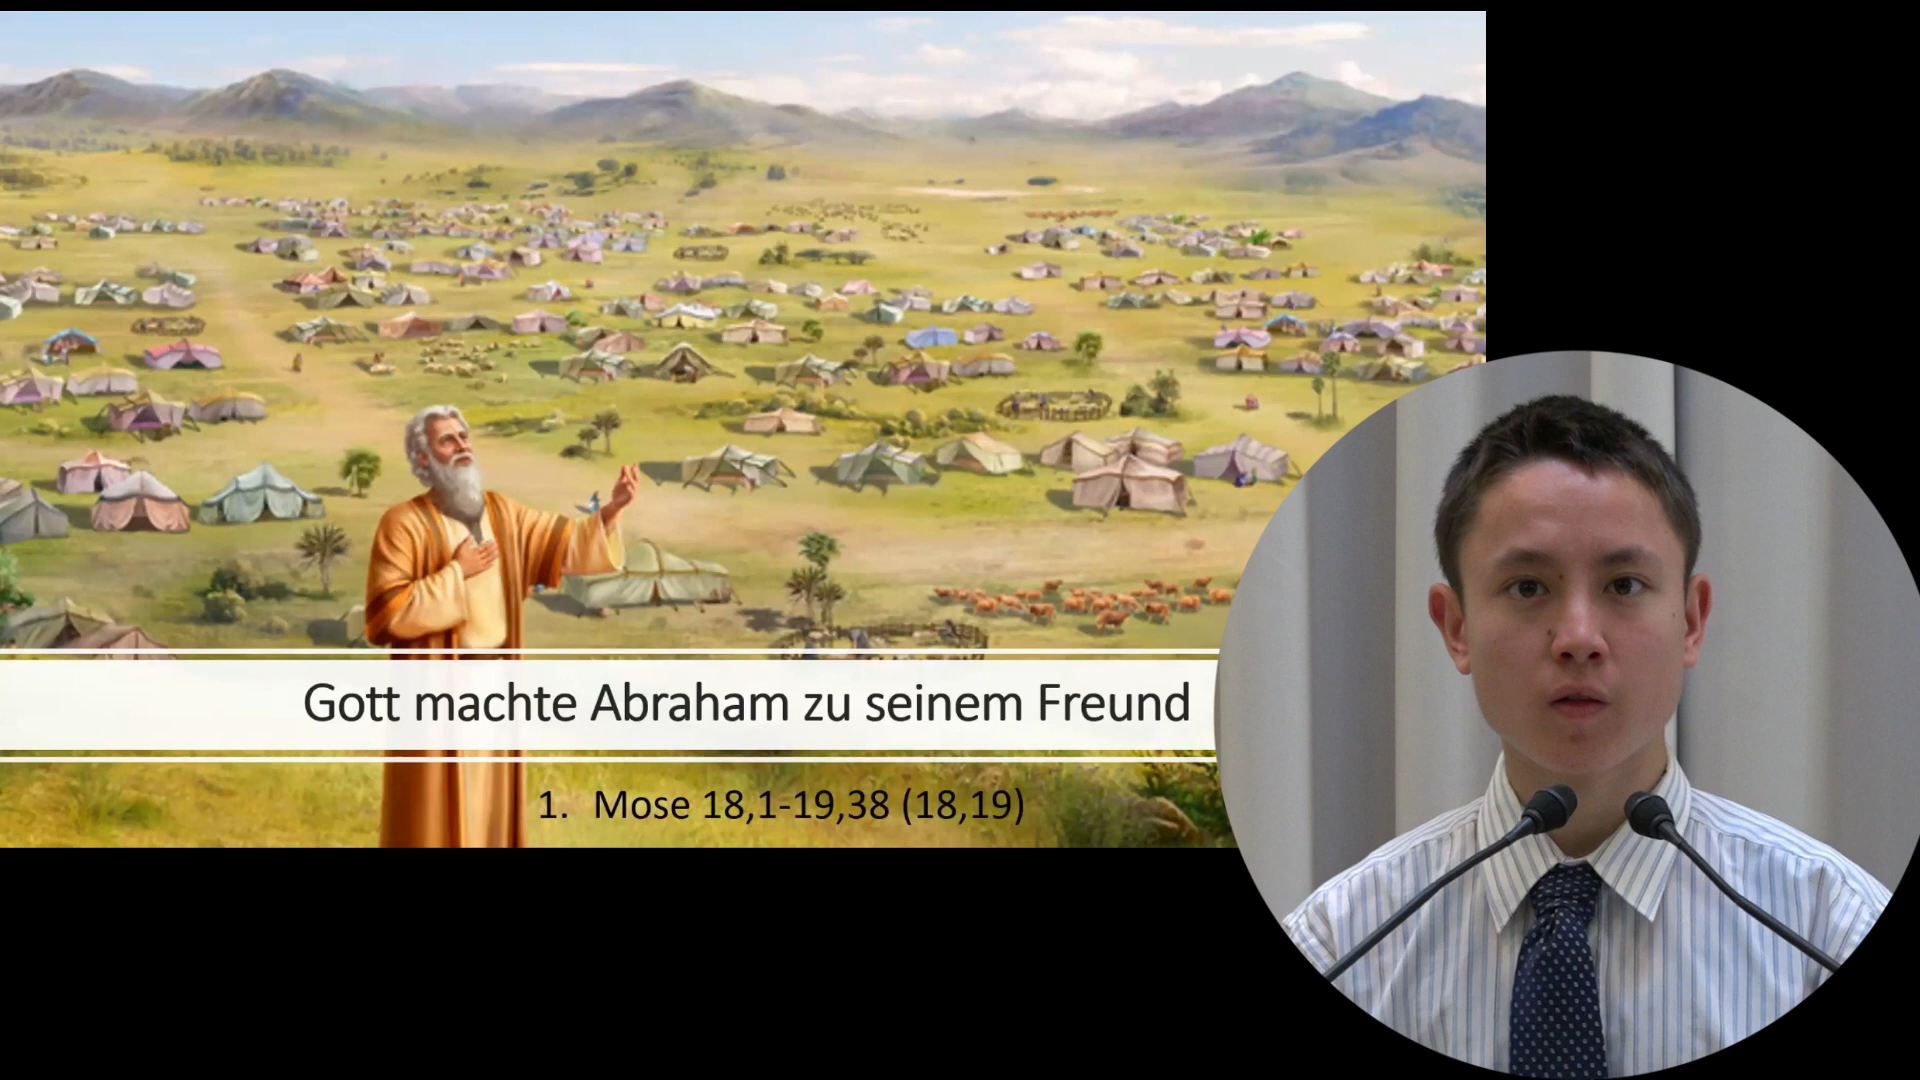 Gott machte Abraham zu seinem Freund
1. Mose 18,1-19,38 (18,19)